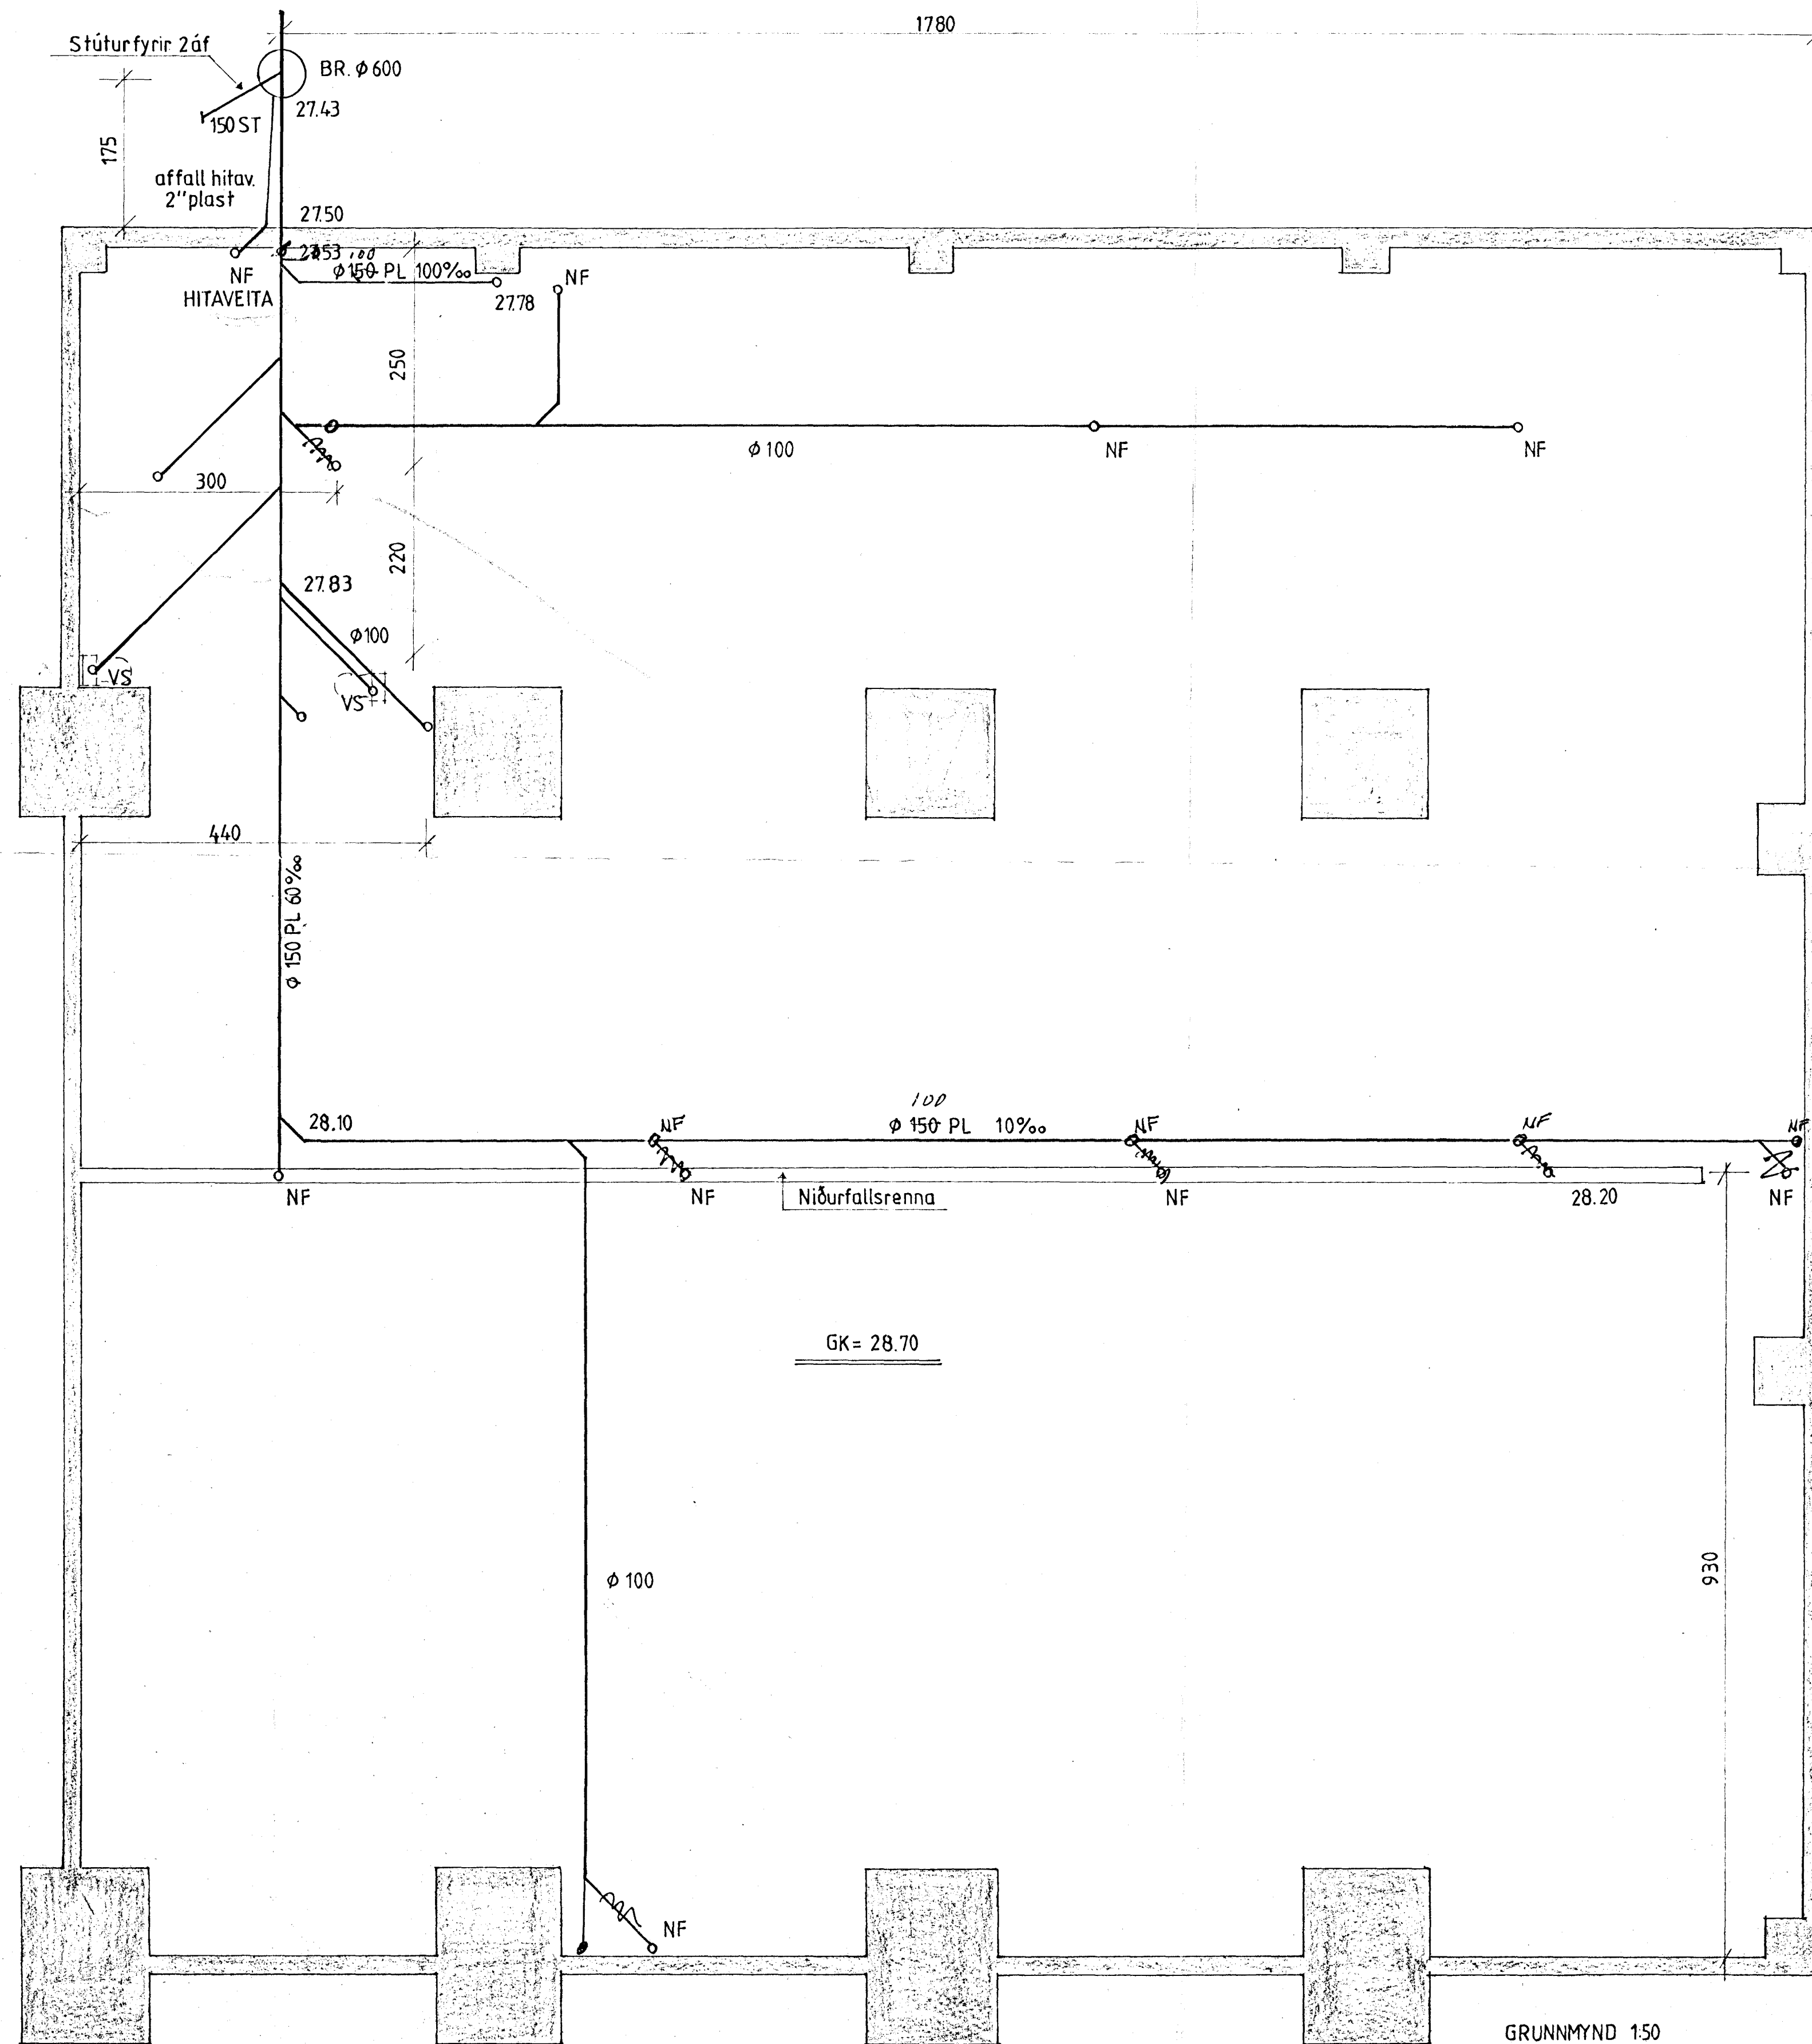 1780
Stútur fyrir 2áf
BR. ϕ 600
27.43
150 ST
175
affall hitav.
2" plast
27.50
27.53
100
ϕ 150 PL 100‰
NF
HITAVEITA
27.78
NF
250
ϕ 100
NF
NF
300
220
27.83
ϕ100
VS
VS
440
ϕ 150 PL 60‰
28.10
NF
100
ϕ 150 PL 10‰
NF
NF
NF
NF
NF
Niðurfallsrenna
NF
28.20
NF
GK= 28.70
ϕ 100
930
NF
GRUNNMYND 1:50